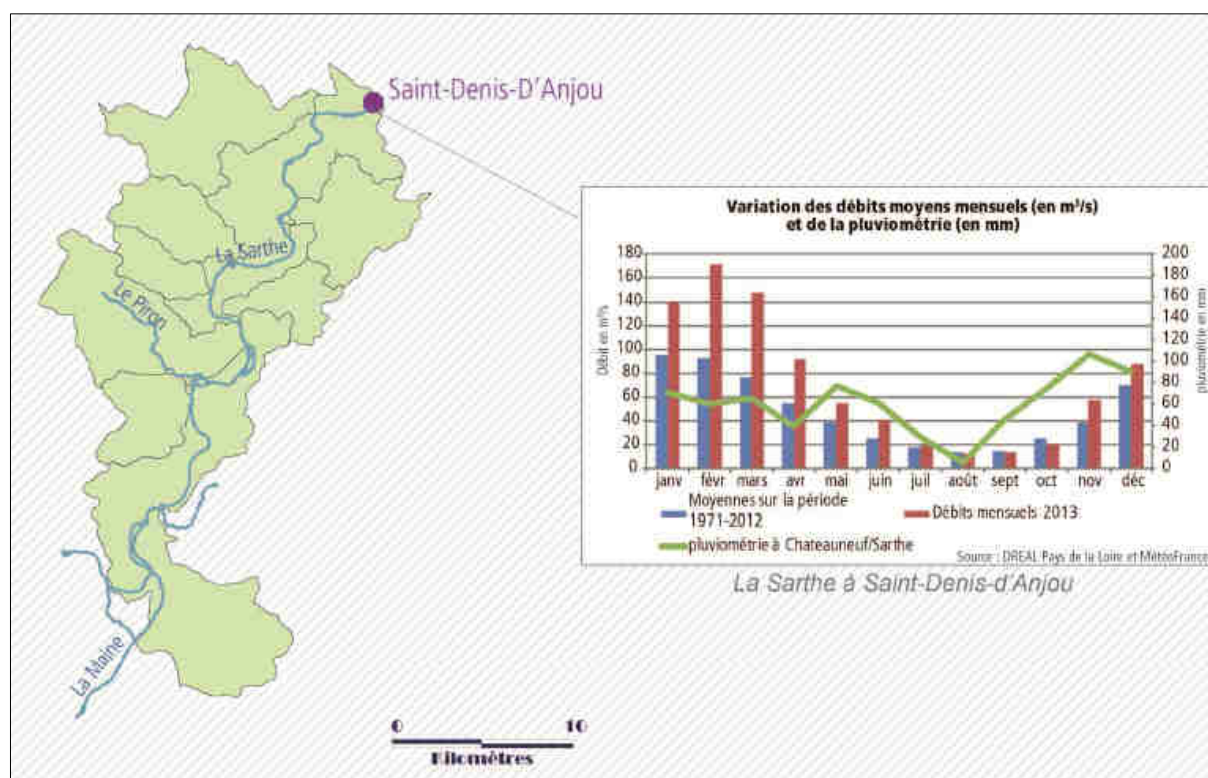 Saint-Denis-D'Anjou
La Sarthe
Le Piron
La Maine
0 10
Kilomètres
Variation des débits moyens mensuels (en m³/s)
et de la pluviométrie (en mm)
Débit en m³/s
180
160
140
120
100
80
60
40
20
0
pluviométrie en mm
200
180
160
140
120
100
80
60
40
20
0
janv févr mars avr mai juin juil août sept oct nov déc
Moyennes sur la période
1971-2012
Débits mensuels 2013
pluviométrie à Chateauneuf/Sarthe
Source : DREAL Pays de la Loire et MétéoFrance
La Sarthe à Saint-Denis-d'Anjou